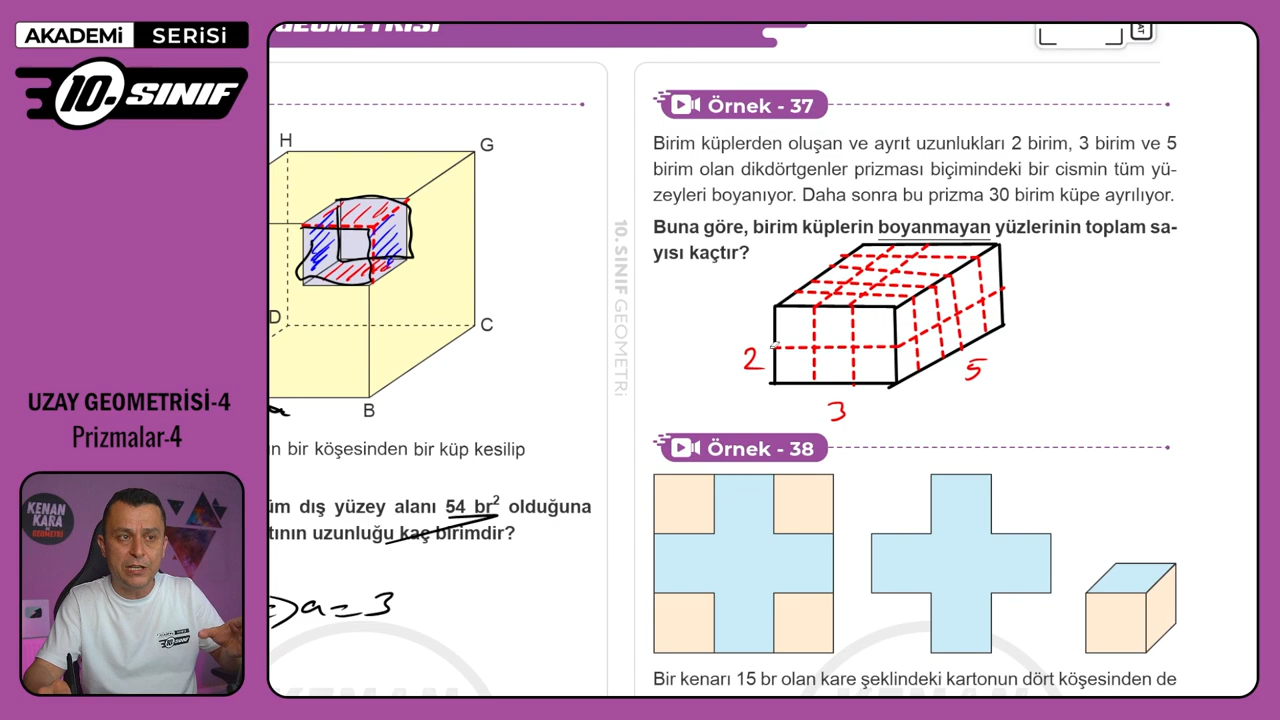 AKADEMİ SERİSİ
10. SINIF
UZAY GEOMETRİSİ-4
Prizmalar-4
KENAN
KARA
GEOMETRİ
10.SINIF
GEOMETRİSİ
H
G
D
C
B
n bir köşesinden bir küp kesilip
üm dış yüzey alanı 54 br² olduğuna
tının uzunluğu kaç birimdir?
a = 3
10. SINIF GEOMETRİ
Örnek - 37
Birim küplerden oluşan ve ayrıt uzunlukları 2 birim, 3 birim ve 5
birim olan dikdörtgenler prizması biçimindeki bir cismin tüm yü-
zeyleri boyanıyor. Daha sonra bu prizma 30 birim küpe ayrılıyor.
Buna göre, birim küplerin boyanmayan yüzlerinin toplam sa-
yısı kaçtır?
2
3
5
Örnek - 38
Bir kenarı 15 br olan kare şeklindeki kartonun dört köşesinden de